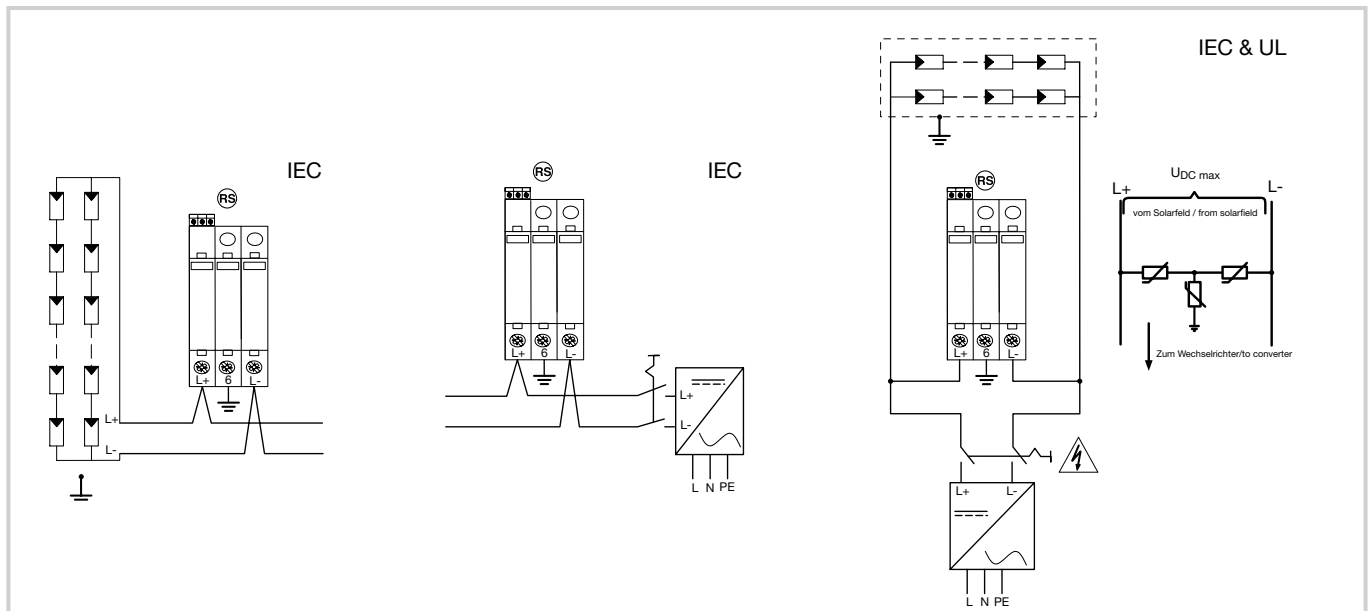 IEC
RS
L+ 6 L-
L+
L-
IEC
RS
L+ 6 L-
L+
L-
L N PE
IEC & UL
RS
L+ 6 L-
L+ L-
L N PE
UDC max
L+ L-
vom Solarfeld / from solarfield
Zum Wechselrichter/to converter